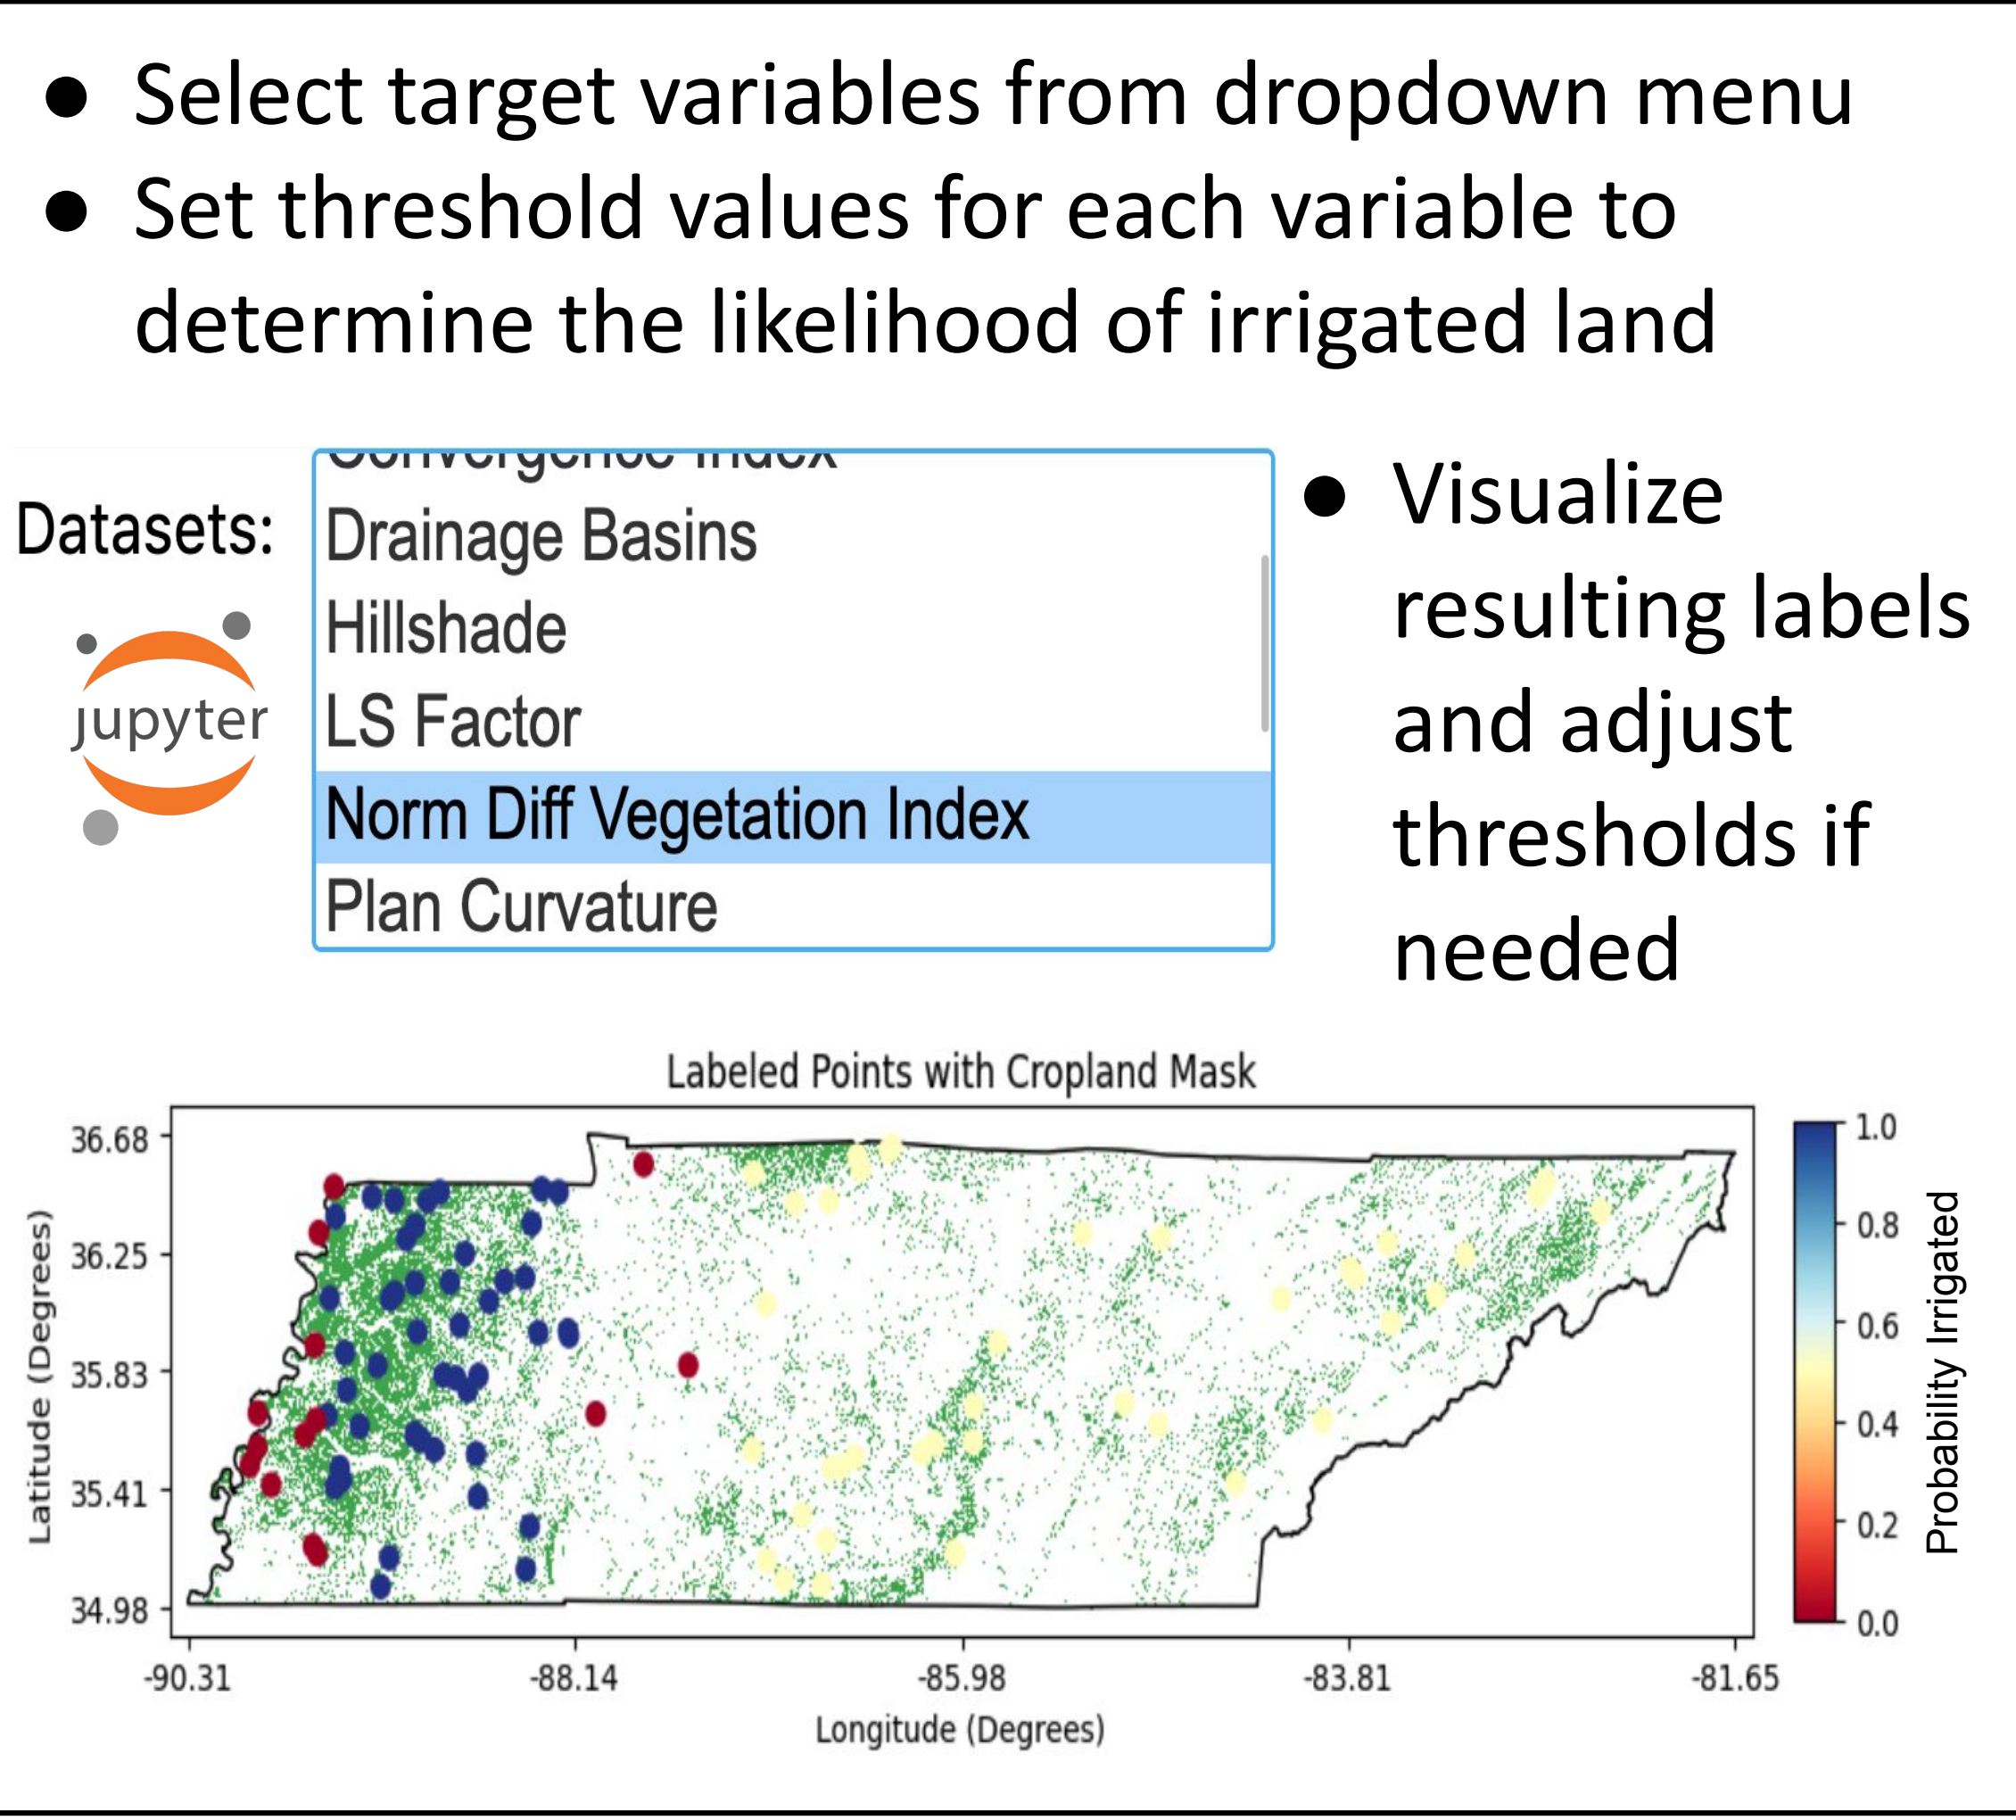 ● Select target variables from dropdown menu
● Set threshold values for each variable to
determine the likelihood of irrigated land
Datasets:
jupyter
Convergence Index
Drainage Basins
Hillshade
LS Factor
Norm Diff Vegetation Index
Plan Curvature
● Visualize
resulting labels
and adjust
thresholds if
needed
Labeled Points with Cropland Mask
Latitude (Degrees)
36.68
36.25
35.83
35.41
34.98
-90.31 -88.14 -85.98 -83.81 -81.65
Longitude (Degrees)
1.0
0.8
0.6
0.4
0.2
0.0
Probability Irrigated